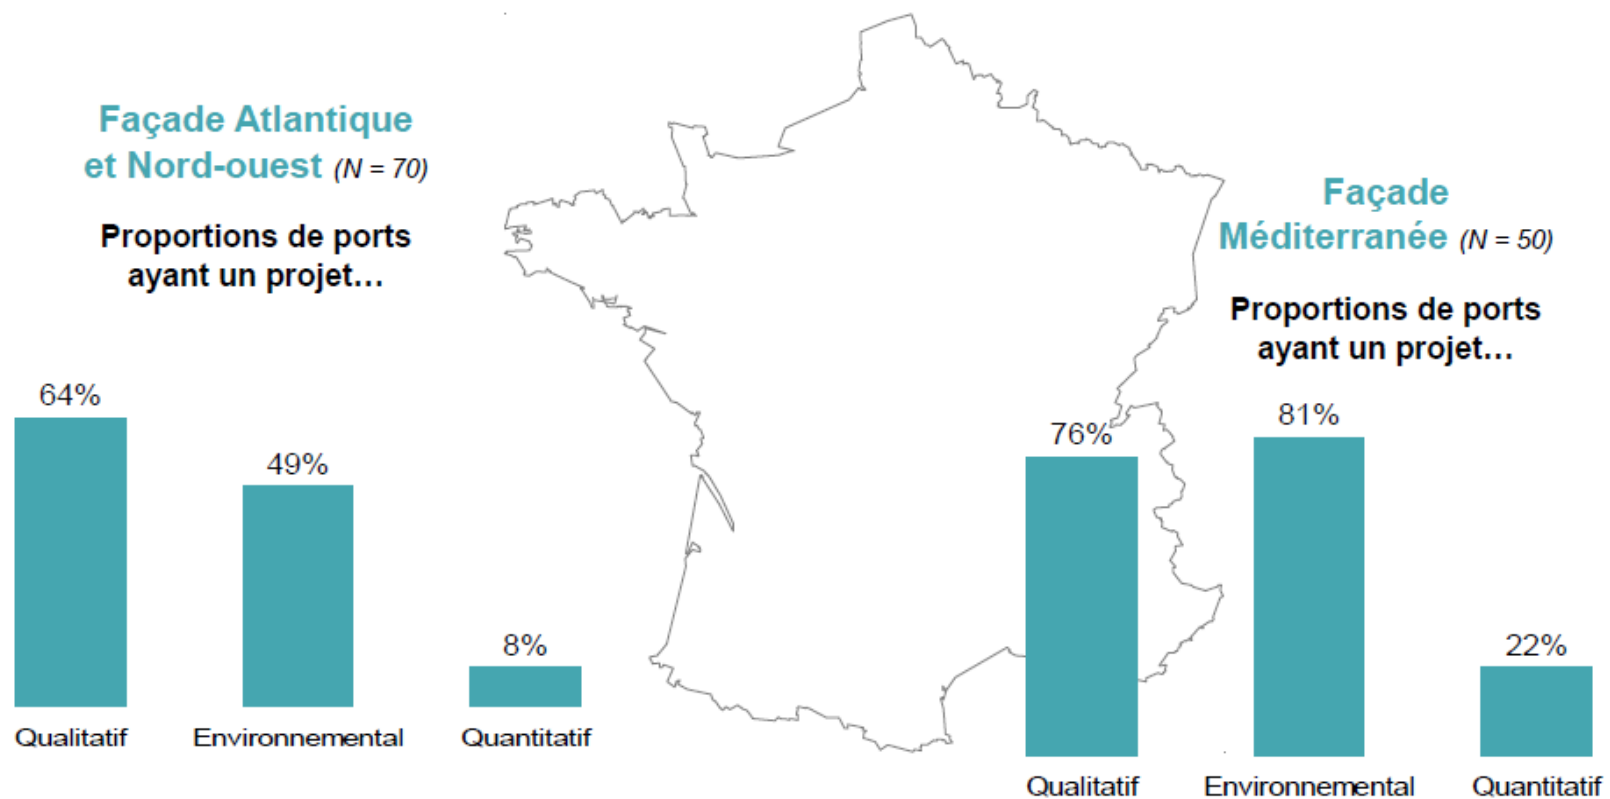 Façade Atlantique
et Nord-ouest (N = 70)
Proportions de ports
ayant un projet…
64%
49%
8%
Qualitatif
Environnemental
Quantitatif
Façade
Méditerranée (N = 50)
Proportions de ports
ayant un projet…
76%
81%
22%
Qualitatif
Environnemental
Quantitatif